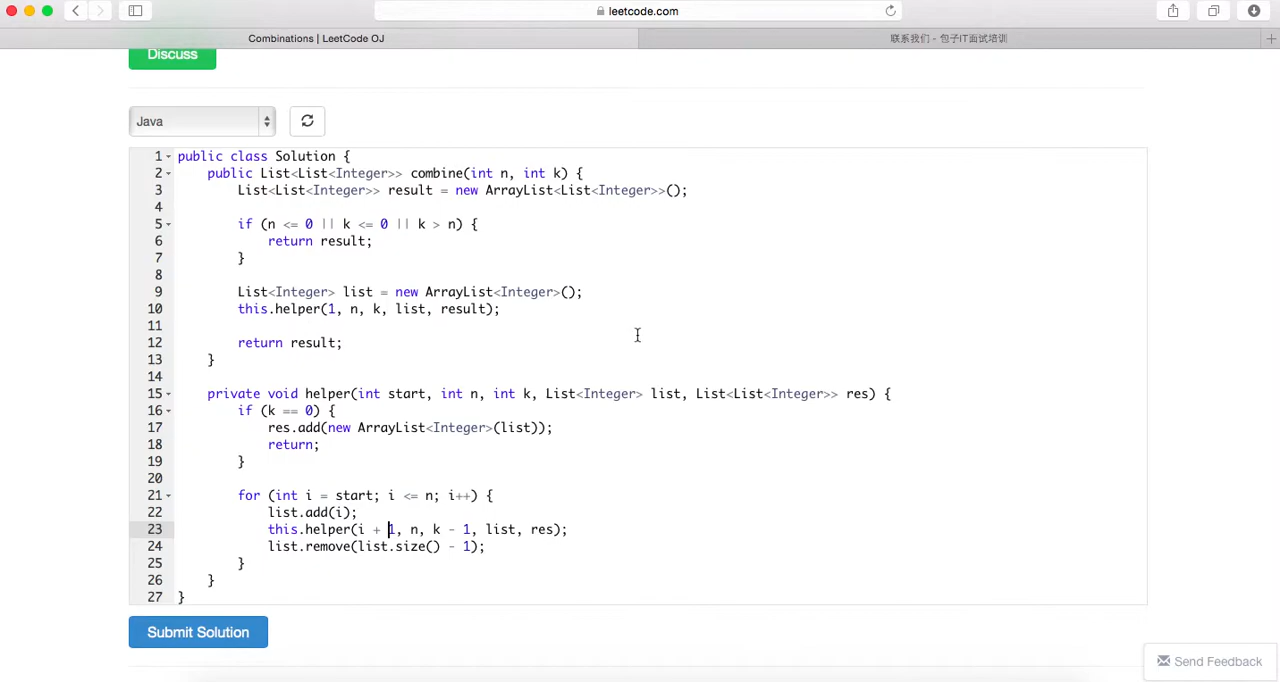 leetcode.com
Combinations | LeetCode OJ
联系我们 - 包子IT面试培训
Discuss
Java
1 public class Solution {
2 public List<List<Integer>> combine(int n, int k) {
3 List<List<Integer>> result = new ArrayList<List<Integer>>();
4
5 if (n <= 0 || k <= 0 || k > n) {
6 return result;
7 }
8
9 List<Integer> list = new ArrayList<Integer>();
10 this.helper(1, n, k, list, result);
11
12 return result;
13 }
14
15 private void helper(int start, int n, int k, List<Integer> list, List<List<Integer>> res) {
16 if (k == 0) {
17 res.add(new ArrayList<Integer>(list));
18 return;
19 }
20
21 for (int i = start; i <= n; i++) {
22 list.add(i);
23 this.helper(i + 1, n, k - 1, list, res);
24 list.remove(list.size() - 1);
25 }
26 }
27 }
Submit Solution
Send Feedback